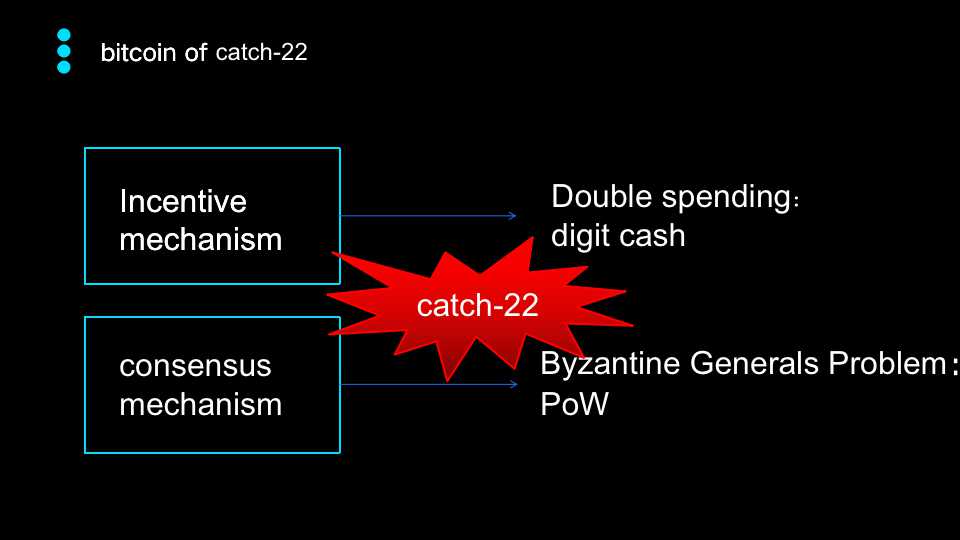 bitcoin of catch-22
Incentive
mechanism
Double spending：
digit cash
catch-22
consensus
mechanism
Byzantine Generals Problem：
PoW